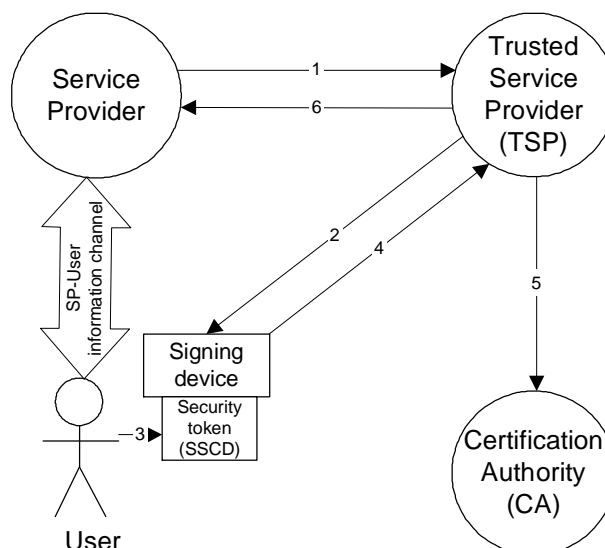 Service
Provider
1
6
Trusted
Service
Provider
(TSP)
2
4
5
SP-User
information channel
Signing
device
Security
token
(SSCD)
3
User
Certification
Authority
(CA)